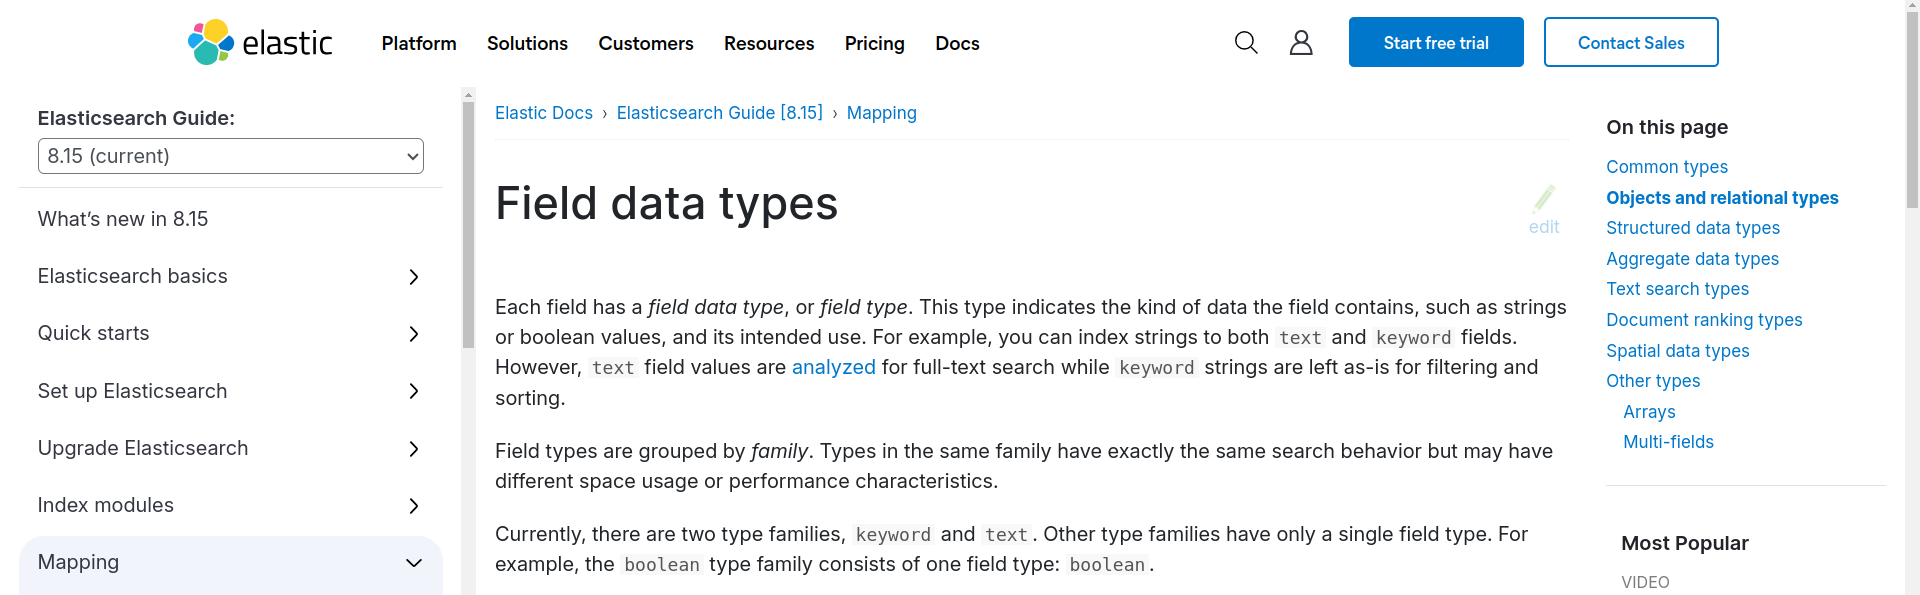 elastic
Platform
Solutions
Customers
Resources
Pricing
Docs
Start free trial
Contact Sales
Elasticsearch Guide:
8.15 (current)
What’s new in 8.15
Elasticsearch basics
Quick starts
Set up Elasticsearch
Upgrade Elasticsearch
Index modules
Mapping
Elastic Docs › Elasticsearch Guide [8.15] › Mapping
Field data types
edit
Each field has a field data type, or field type. This type indicates the kind of data the field contains, such as strings
or boolean values, and its intended use. For example, you can index strings to both text and keyword fields.
However, text field values are analyzed for full-text search while keyword strings are left as-is for filtering and
sorting.
Field types are grouped by family. Types in the same family have exactly the same search behavior but may have
different space usage or performance characteristics.
Currently, there are two type families, keyword and text. Other type families have only a single field type. For
example, the boolean type family consists of one field type: boolean.
On this page
Common types
Objects and relational types
Structured data types
Aggregate data types
Text search types
Document ranking types
Spatial data types
Other types
Arrays
Multi-fields
Most Popular
VIDEO